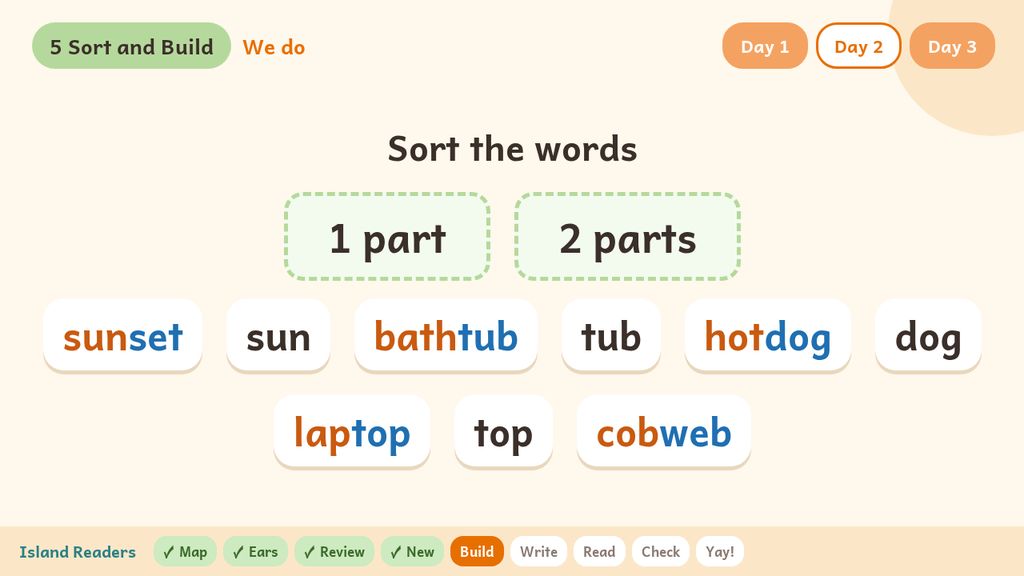 5 Sort and Build We do Day 1 Day 2 Day 3
Sort the words
1 part 2 parts
sunset sun bathtub tub hotdog dog
laptop top cobweb
Island Readers ✓ Map ✓ Ears ✓ Review ✓ New Build Write Read Check Yay!